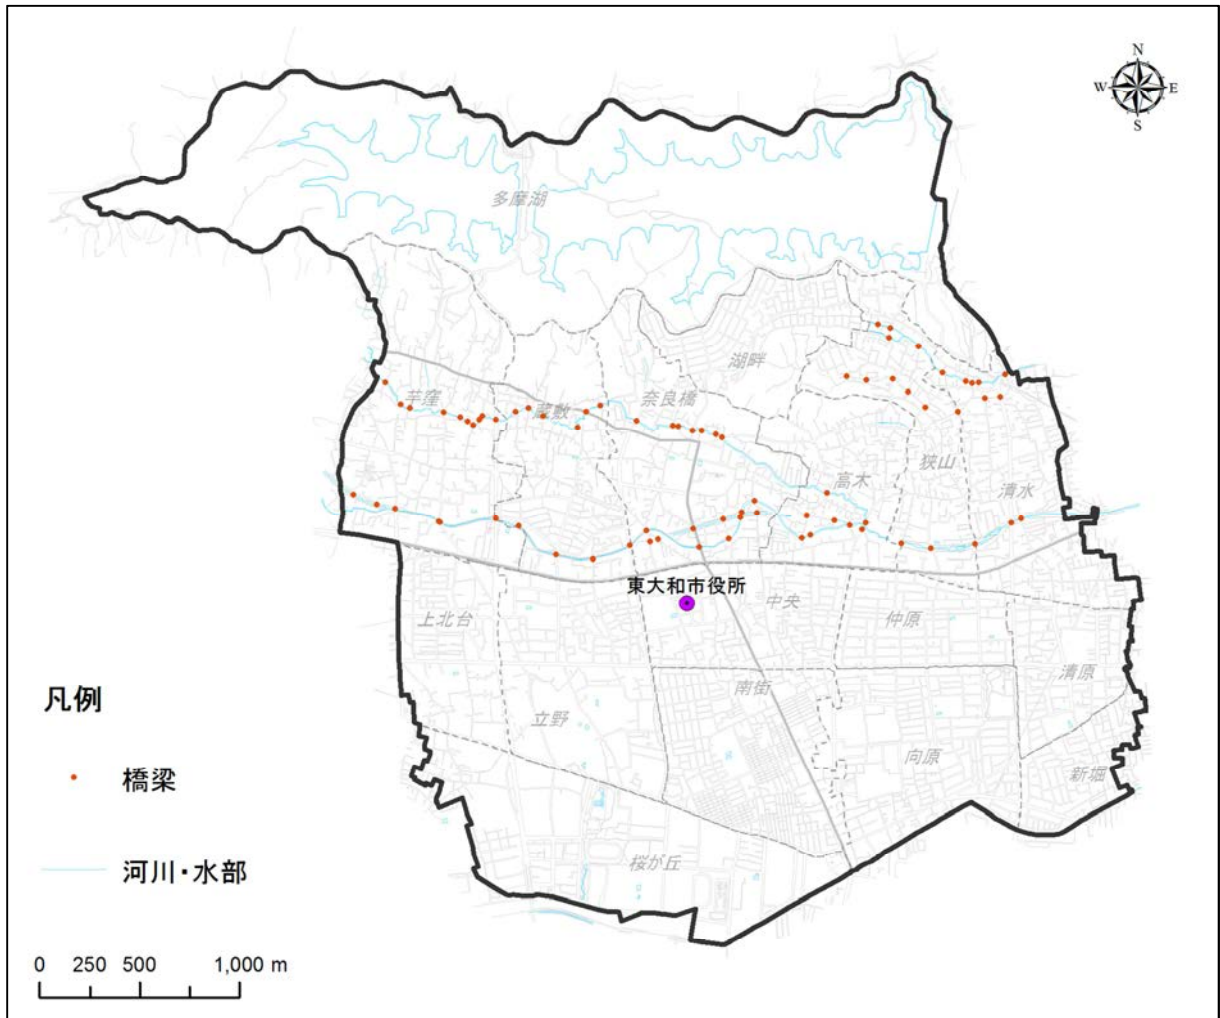 N
W E
S
多摩湖
湖畔
芋窪
蔵敷
奈良橋
高木
狭山
清水
東大和市役所
上北台
中央
仲原
清原
南街
立野
向原
新堀
桜が丘
凡例
橋梁
河川・水部
0 250 500 1,000 m